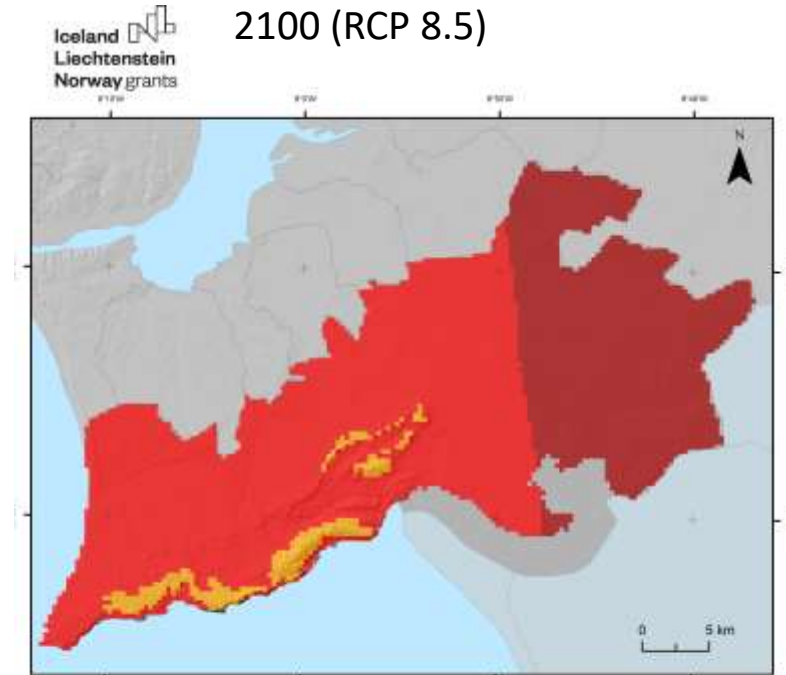 2100 (RCP 8.5)
Iceland
Liechtenstein
Norway grants
N
0 5 km